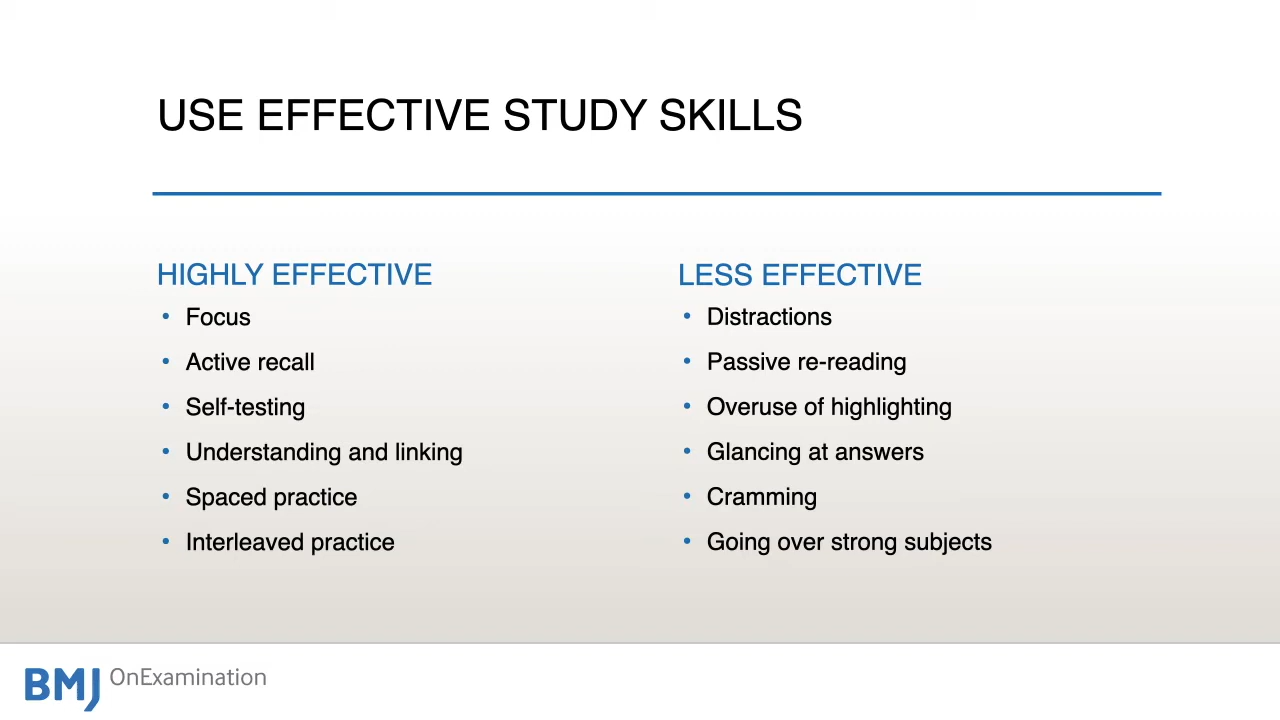 USE EFFECTIVE STUDY SKILLS
HIGHLY EFFECTIVE
• Focus
• Active recall
• Self-testing
• Understanding and linking
• Spaced practice
• Interleaved practice
LESS EFFECTIVE
• Distractions
• Passive re-reading
• Overuse of highlighting
• Glancing at answers
• Cramming
• Going over strong subjects
BMJ OnExamination